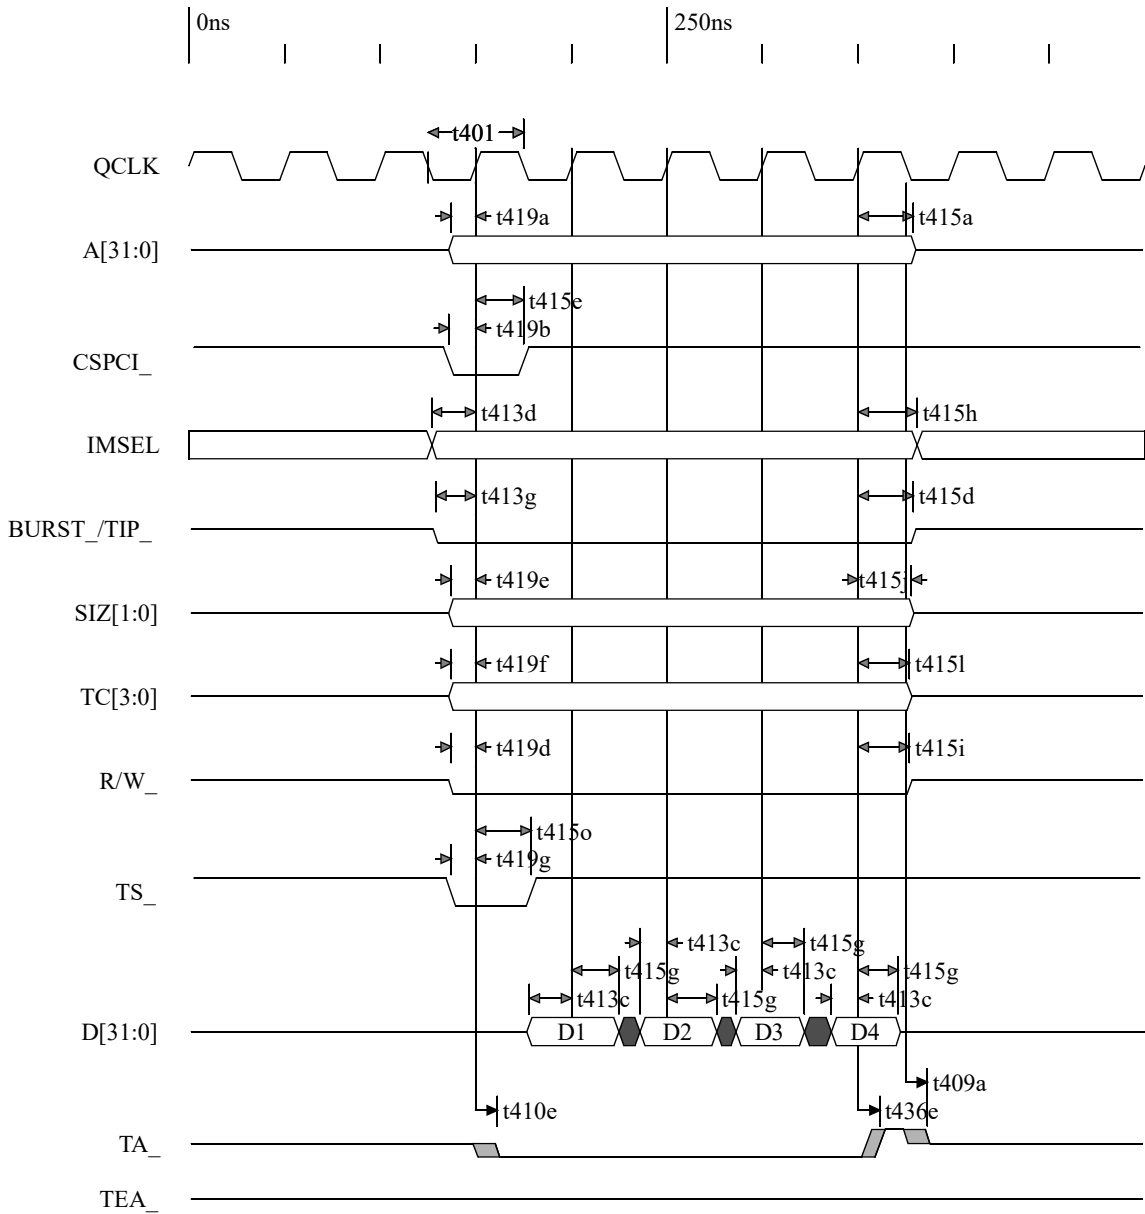 0ns 250ns
t401
QCLK
t419a t415a
A[31:0]
t415e
t419b
CSPCI_
t413d t415h
IMSEL
t413g t415d
BURST_/TIP_
t419e t415j
SIZ[1:0]
t419f t415l
TC[3:0]
t419d t415i
R/W_
t415o
t419g
TS_
t413c t415g
t415g t413c t415g
t413c t415g t413c
D[31:0] D1 D2 D3 D4
t409a
t410e t436e
TA_
TEA_